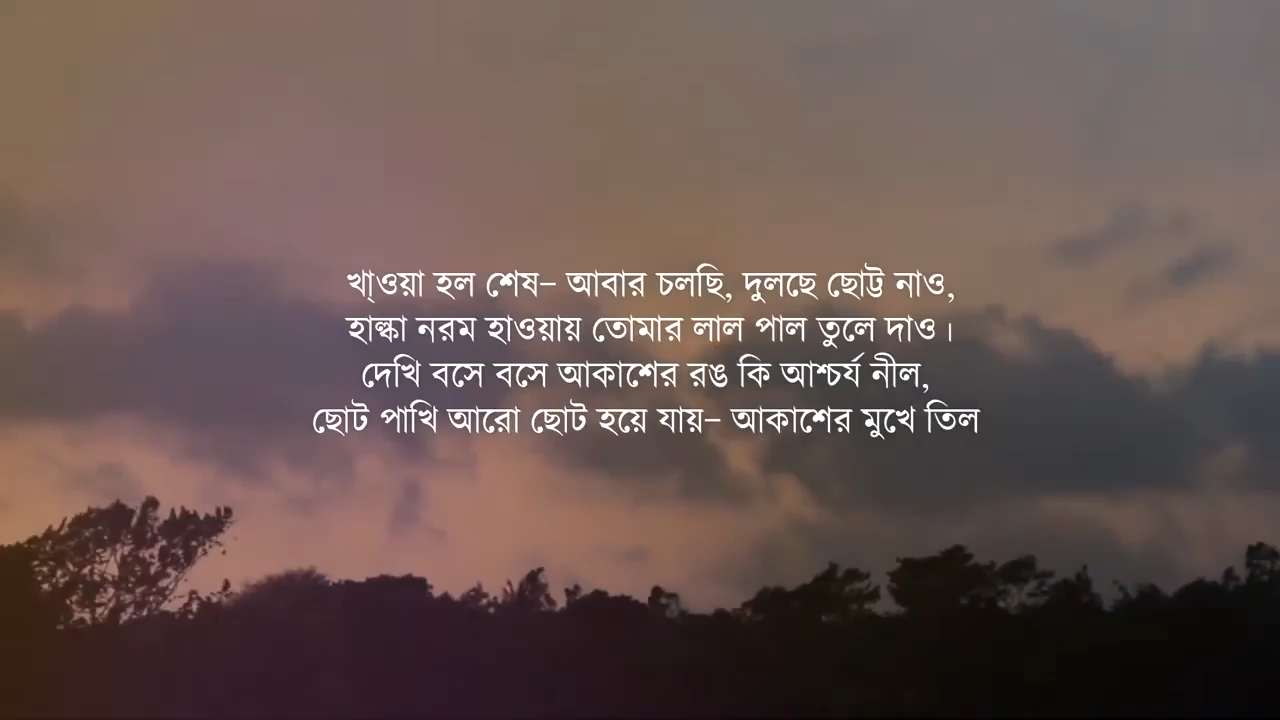 খা্ওয়া হল শেষ– আবার চলছি, দুলছে ছোট্ট নাও,
হাল্কা নরম হাওয়ায় তোমার লাল পাল তুলে দাও।
দেখি বসে বসে আকাশের রঙ কি আশ্চর্য নীল,
ছোট পাখি আরো ছোট হয়ে যায়– আকাশের মুখে তিল